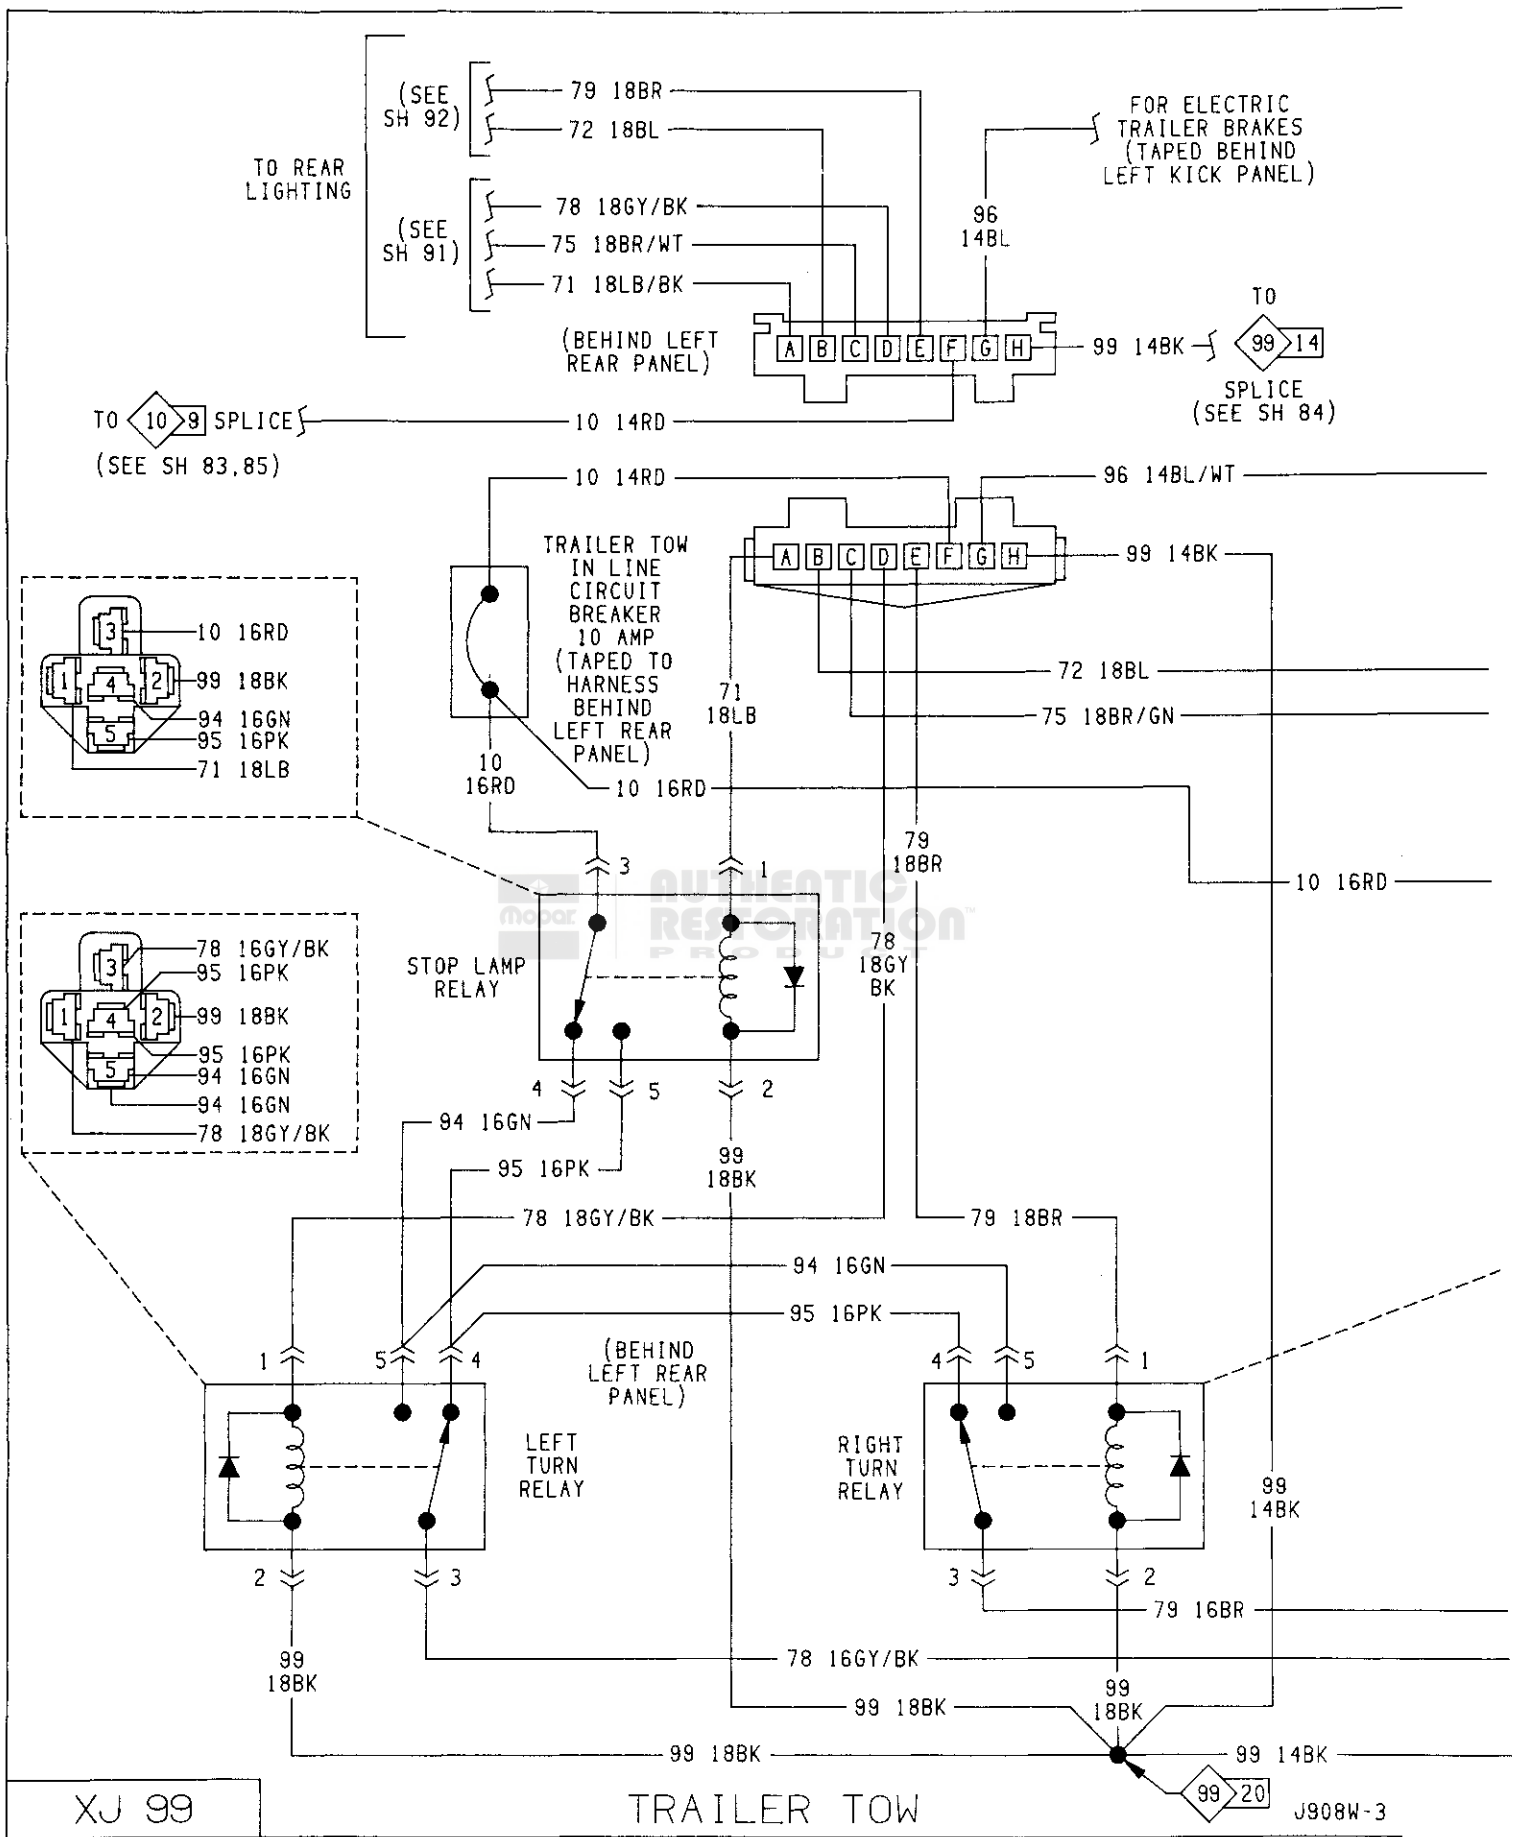 TO REAR
LIGHTING
(SEE
SH 92)
79 18BR
72 18BL
(SEE
SH 91)
78 18GY/BK
75 18BR/WT
71 18LB/BK
FOR ELECTRIC
TRAILER BRAKES
(TAPED BEHIND
LEFT KICK PANEL)
96
14BL
(BEHIND LEFT
REAR PANEL)
A B C D E F G H
99 14BK
TO
99 14
SPLICE
(SEE SH 84)
TO 10 9 SPLICE
(SEE SH 83,85)
10 14RD
10 14RD
96 14BL/WT
TRAILER TOW
IN LINE
CIRCUIT
BREAKER
10 AMP
(TAPED TO
HARNESS
BEHIND
LEFT REAR
PANEL)
A B C D E F G H
99 14BK
3
10 16RD
1 4 2
99 18BK
94 16GN
5
95 16PK
71 18LB
71
18LB
72 18BL
75 18BR/GN
10
16RD
10 16RD
79
18BR
10 16RD
3
1
Mopar
AUTHENTIC
RESTORATION™
PRODUCT
STOP LAMP
RELAY
78
18GY
BK
3
78 16GY/BK
95 16PK
1 4 2
99 18BK
95 16PK
5
94 16GN
94 16GN
78 18GY/BK
4
5
2
94 16GN
95 16PK
99
18BK
78 18GY/BK
79 18BR
94 16GN
95 16PK
1
5
4
(BEHIND
LEFT REAR
PANEL)
4
5
1
LEFT
TURN
RELAY
RIGHT
TURN
RELAY
99
14BK
2
3
3
2
79 16BR
78 16GY/BK
99
18BK
99 18BK
99
18BK
99 18BK
99 14BK
99 20
XJ 99
TRAILER TOW
J908W-3